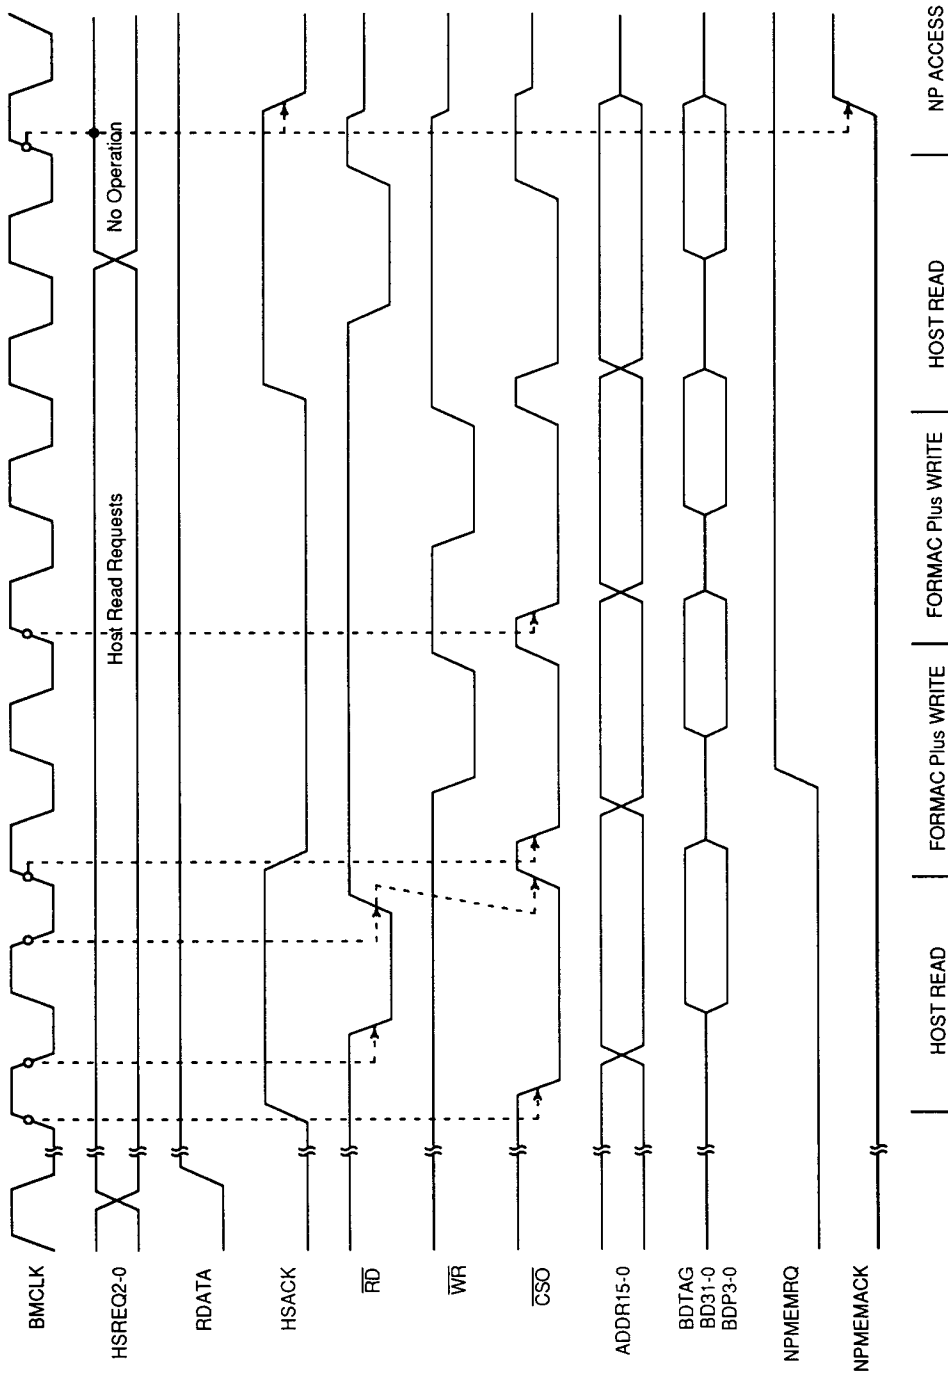 BMCLK
HSREQ2-0
Host Read Requests
No Operation
RDATA
HSACK
RD
WR
CSO
ADDR15-0
BDTAG
BD31-0
BDP3-0
NPMEMRQ
NPMEMACK
HOST READ
FORMAC Plus WRITE
FORMAC Plus WRITE
HOST READ
NP ACCESS